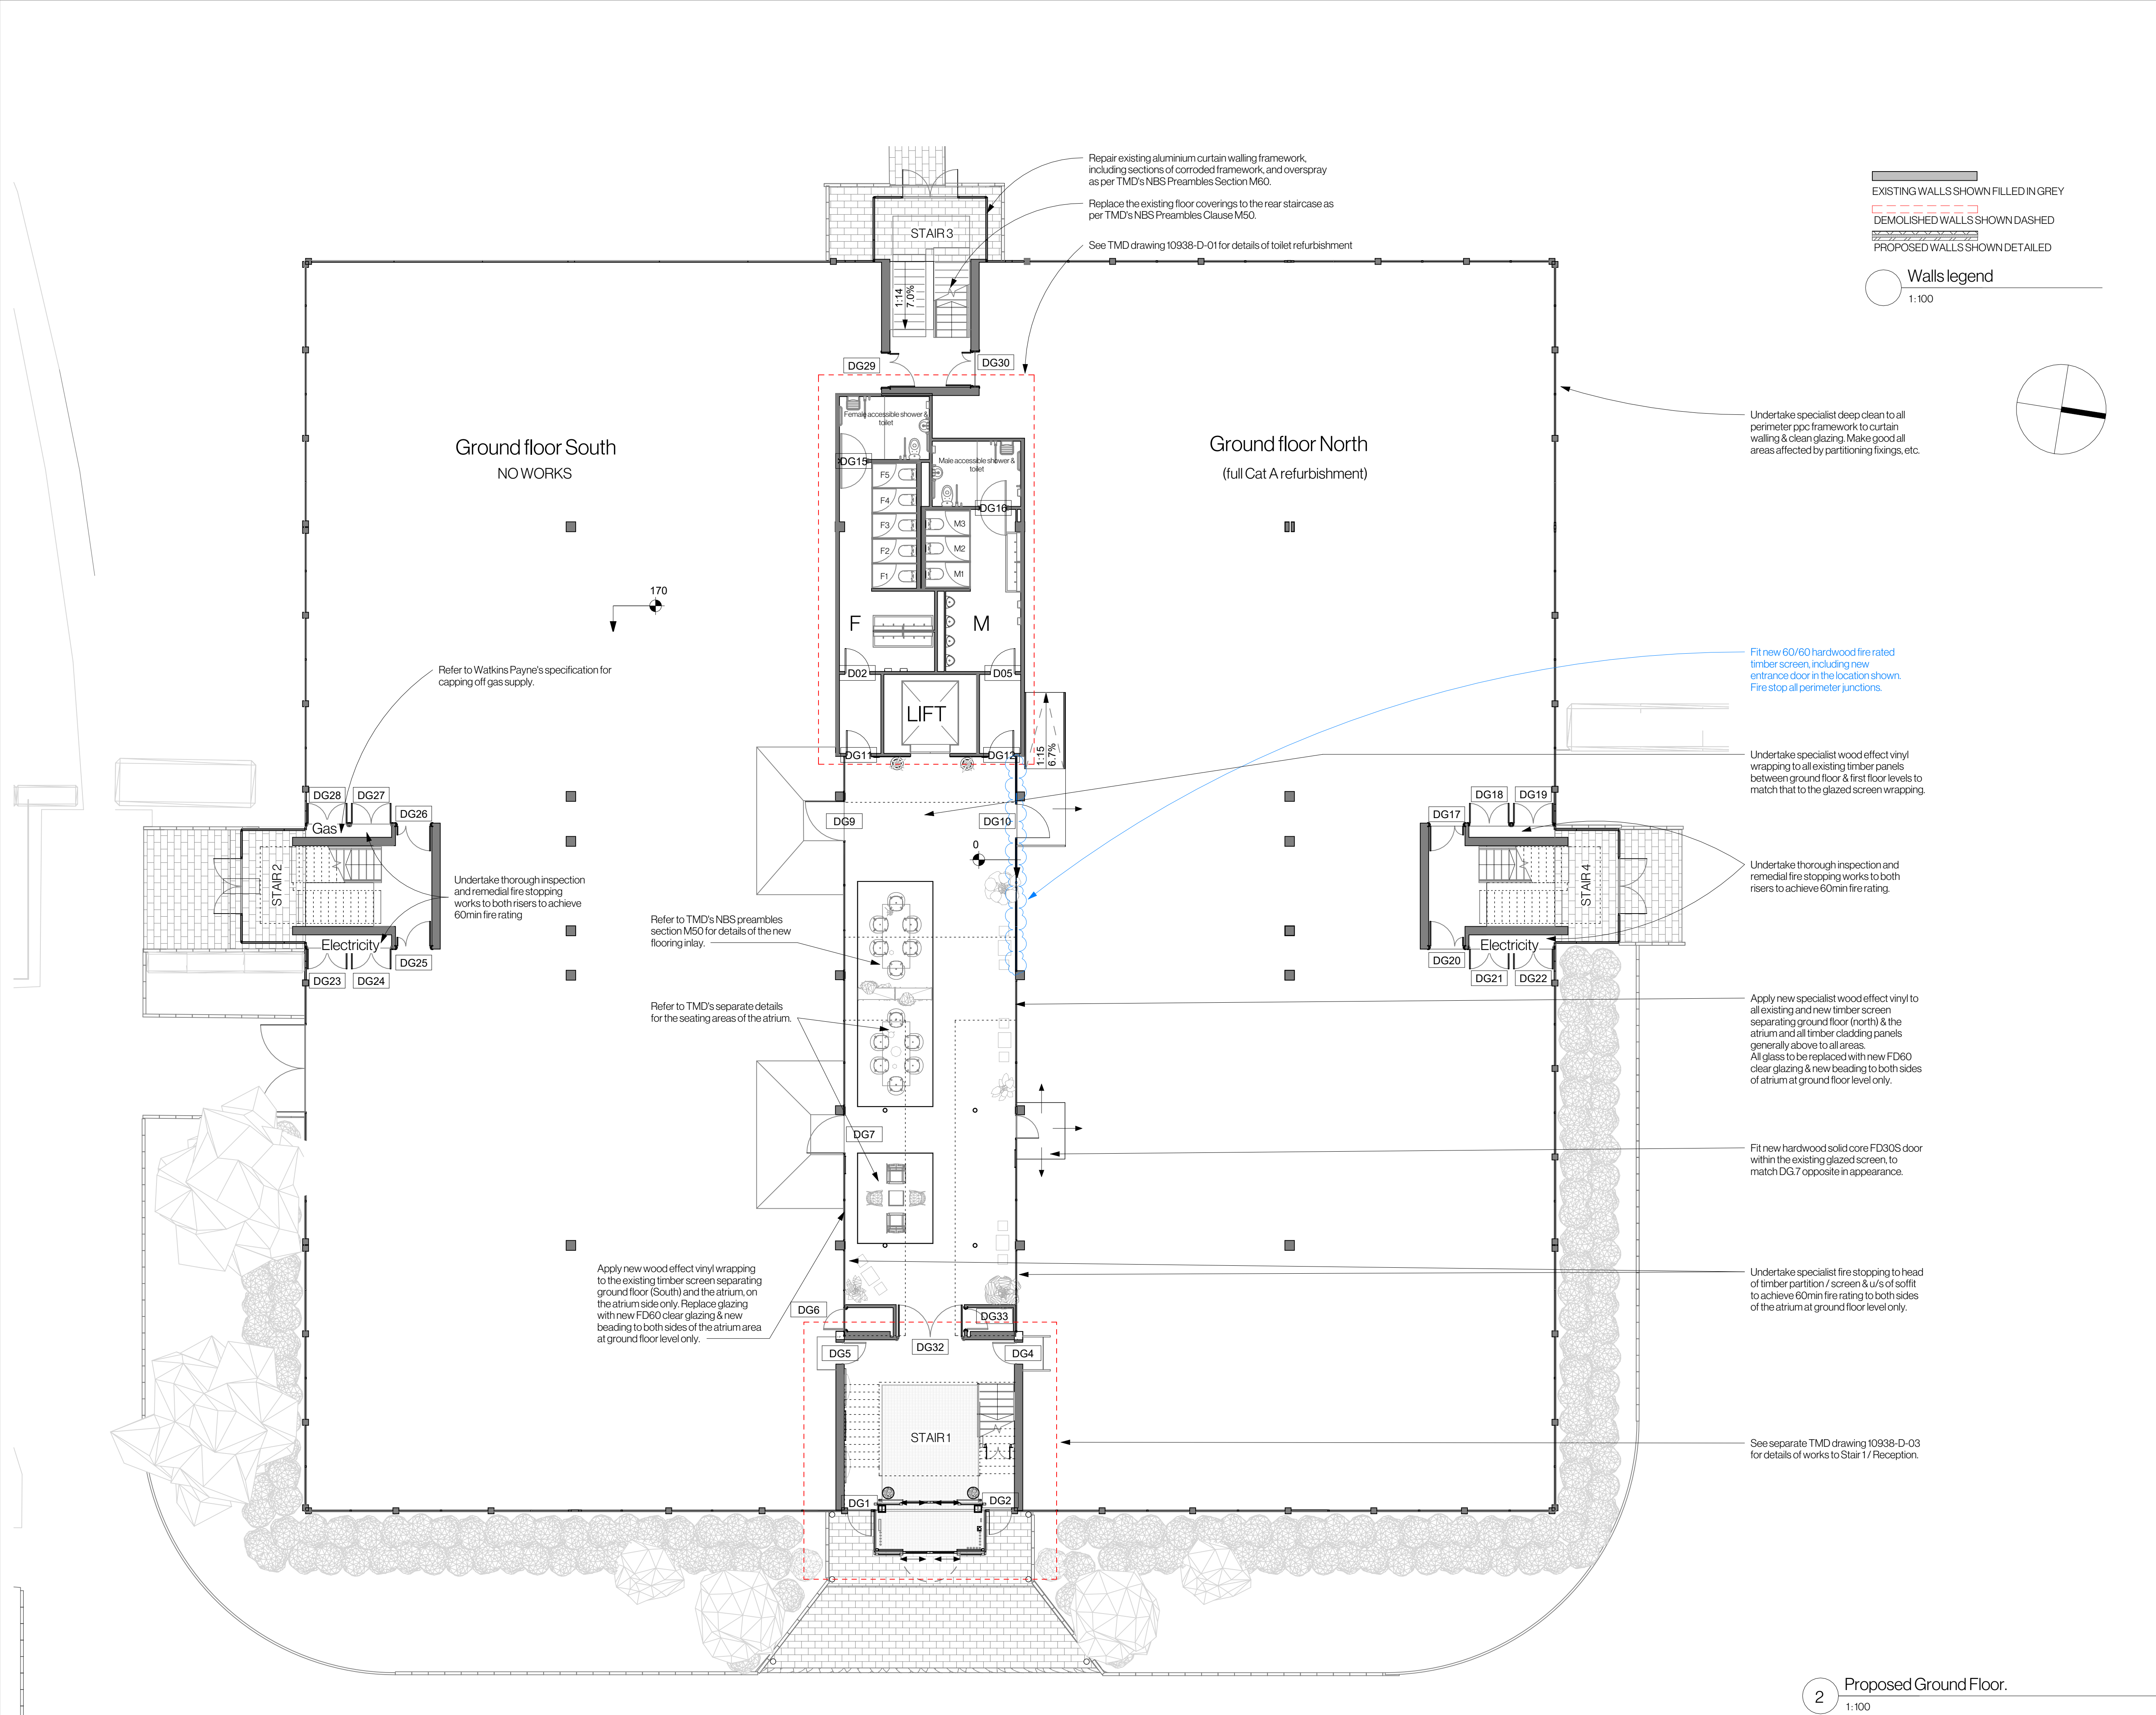 Repair existing aluminium curtain walling framework,
including sections of corroded framework, and overspray
as per TMD's NBS Preambles Section M60.
Replace the existing floor coverings to the rear staircase as
per TMD's NBS Preambles Clause M50.
See TMD drawing 10938-D-01 for details of toilet refurbishment
EXISTING WALLS SHOWN FILLED IN GREY
DEMOLISHED WALLS SHOWN DASHED
PROPOSED WALLS SHOWN DETAILED
Walls legend
1:100
STAIR 3
1:14
7.0%
DG29
DG30
Ground floor South
NO WORKS
Ground floor North
(full Cat A refurbishment)
Female accessible shower &
toilet
Male accessible shower &
toilet
DG15
DG16
F5
F4
F3
F2
F1
M3
M2
M1
F
M
D02
D05
LIFT
DG11
DG12
1:15
6.7%
170
Undertake specialist deep clean to all
perimeter ppc framework to curtain
walling & clean glazing. Make good all
areas affected by partitioning fixings, etc.
Fit new 60/60 hardwood fire rated
timber screen, including new
entrance door in the location shown.
Fire stop all perimeter junctions.
Refer to Watkins Payne's specification for
capping off gas supply.
Undertake specialist wood effect vinyl
wrapping to all existing timber panels
between ground floor & first floor levels to
match that to the glazed screen wrapping.
DG28
DG27
DG26
Gas
STAIR 2
Electricity
DG25
DG23
DG24
Undertake thorough inspection
and remedial fire stopping
works to both risers to achieve
60min fire rating
DG9
DG10
0
DG17
DG18
DG19
STAIR 4
Electricity
DG20
DG21
DG22
Undertake thorough inspection and
remedial fire stopping works to both
risers to achieve 60min fire rating.
Refer to TMD's NBS preambles
section M50 for details of the new
flooring inlay.
Refer to TMD's separate details
for the seating areas of the atrium.
Apply new specialist wood effect vinyl to
all existing and new timber screen
separating ground floor (north) & the
atrium and all timber cladding panels
generally above to all areas.
All glass to be replaced with new FD60
clear glazing & new beading to both sides
of atrium at ground floor level only.
DG7
Fit new hardwood solid core FD30S door
within the existing glazed screen, to
match DG.7 opposite in appearance.
Apply new wood effect vinyl wrapping
to the existing timber screen separating
ground floor (South) and the atrium, on
the atrium side only. Replace glazing
with new FD60 clear glazing & new
beading to both sides of the atrium area
at ground floor level only.
Undertake specialist fire stopping to head
of timber partition / screen & u/s of soffit
to achieve 60min fire rating to both sides
of the atrium at ground floor level only.
DG6
DG33
DG5
DG32
DG4
STAIR 1
DG1
DG2
See separate TMD drawing 10938-D-03
for details of works to Stair 1 / Reception.
2
Proposed Ground Floor.
1:100